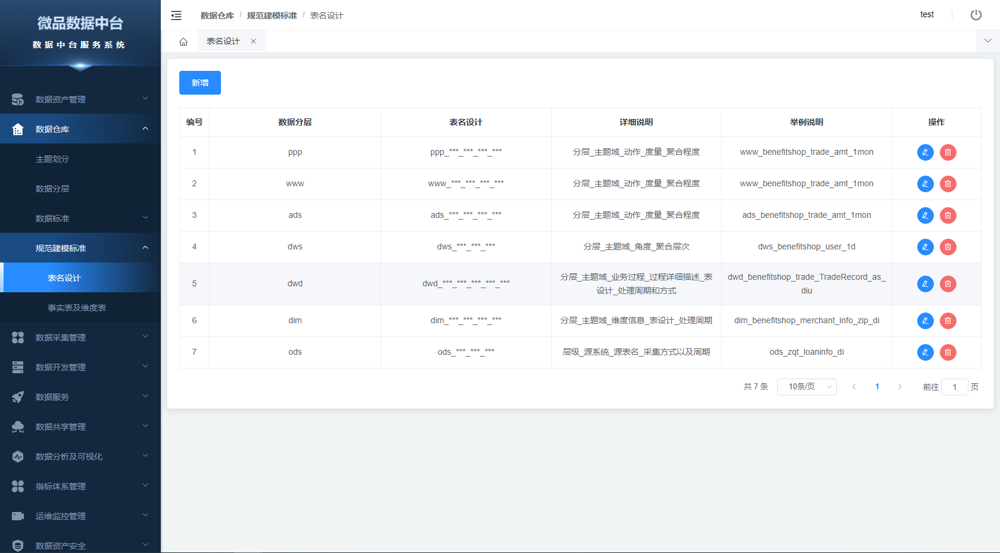 微品数据中台
数据中台服务系统
数据资产管理
数据仓库
主题划分
数据分层
数据标准
规范建模标准
表名设计
事实表及维度表
数据采集管理
数据开发管理
数据服务
数据共享管理
数据分析及可视化
指标体系管理
运维监控管理
数据资产安全
数据仓库 / 规范建模标准 / 表名设计
test
表名设计
新增
编号 数据分层 表名设计 详细说明 举例说明 操作
1 ppp ppp_***_***_***_*** 分层_主题域_动作_度量_聚合程度 www_benefitshop_trade_amt_1mon
2 www www_***_***_***_*** 分层_主题域_动作_度量_聚合程度 www_benefitshop_trade_amt_1mon
3 ads ads_***_***_***_*** 分层_主题域_动作_度量_聚合程度 ads_benefitshop_trade_amt_1mon
4 dws dws_***_***_*** 分层_主题域_角度_聚合层次 dws_benefitshop_user_1d
5 dwd dwd_***_***_***_***_*** 分层_主题域_业务过程_过程详细描述_表 dwd_benefitshop_trade_TradeRecord_as_
设计_处理周期和方式 diu
6 dim dim_***_***_***_*** 分层_主题域_维度信息_表设计_处理周期 dim_benefitshop_merchant_info_zip_di
7 ods ods_***_***_*** 层级_源系统_源表名_采集方式以及周期 ods_zqt_loaninfo_di
共 7 条 10条/页 1 前往 1 页